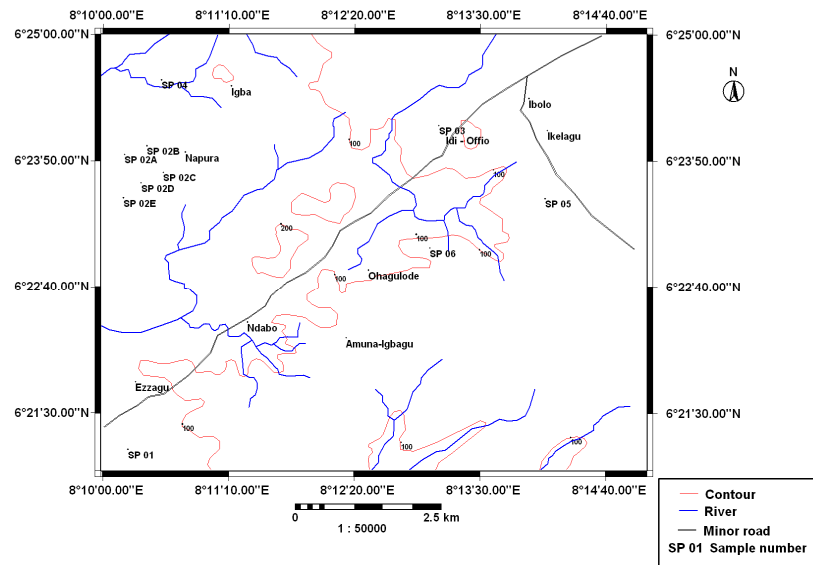 8°10'00.00"E 8°11'10.00"E 8°12'20.00"E 8°13'30.00"E 8°14'40.00"E
6°25'00.00"N 6°25'00.00"N
N
SP 04
Igba
Ibolo
SP 03
Ikelagu
Idi - Offio
100
SP 02B
Napura
6°23'50.00"N SP 02A 6°23'50.00"N
100
SP 02C
SP 02D
SP 02E
SP 05
200
100
100
SP 06
100
Ohagulode
6°22'40.00"N 6°22'40.00"N
Ndabo
Amuna-Igbagu
Ezzagu
6°21'30.00"N 6°21'30.00"N
100
100
100
SP 01
8°10'00.00"E 8°11'10.00"E 8°12'20.00"E 8°13'30.00"E 8°14'40.00"E
0 2.5 km
1 : 50000
Contour
River
Minor road
SP 01 Sample number